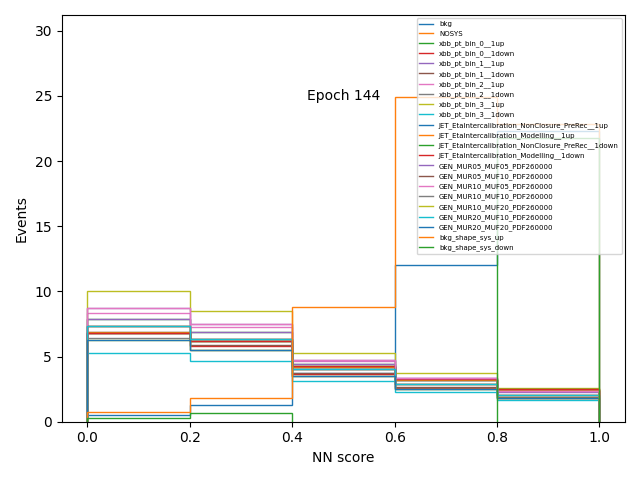 30
25
20
15
10
5
0
Events
Epoch 144
bkg
NOSYS
xbb_pt_bin_0__1up
xbb_pt_bin_0__1down
xbb_pt_bin_1__1up
xbb_pt_bin_1__1down
xbb_pt_bin_2__1up
xbb_pt_bin_2__1down
xbb_pt_bin_3__1up
xbb_pt_bin_3__1down
JET_EtaIntercalibration_NonClosure_PreRec__1up
JET_EtaIntercalibration_Modelling__1up
JET_EtaIntercalibration_NonClosure_PreRec__1down
JET_EtaIntercalibration_Modelling__1down
GEN_MUR05_MUF05_PDF260000
GEN_MUR05_MUF10_PDF260000
GEN_MUR10_MUF05_PDF260000
GEN_MUR10_MUF10_PDF260000
GEN_MUR10_MUF20_PDF260000
GEN_MUR20_MUF10_PDF260000
GEN_MUR20_MUF20_PDF260000
bkg_shape_sys_up
bkg_shape_sys_down
0.0 0.2 0.4 0.6 0.8 1.0
NN score